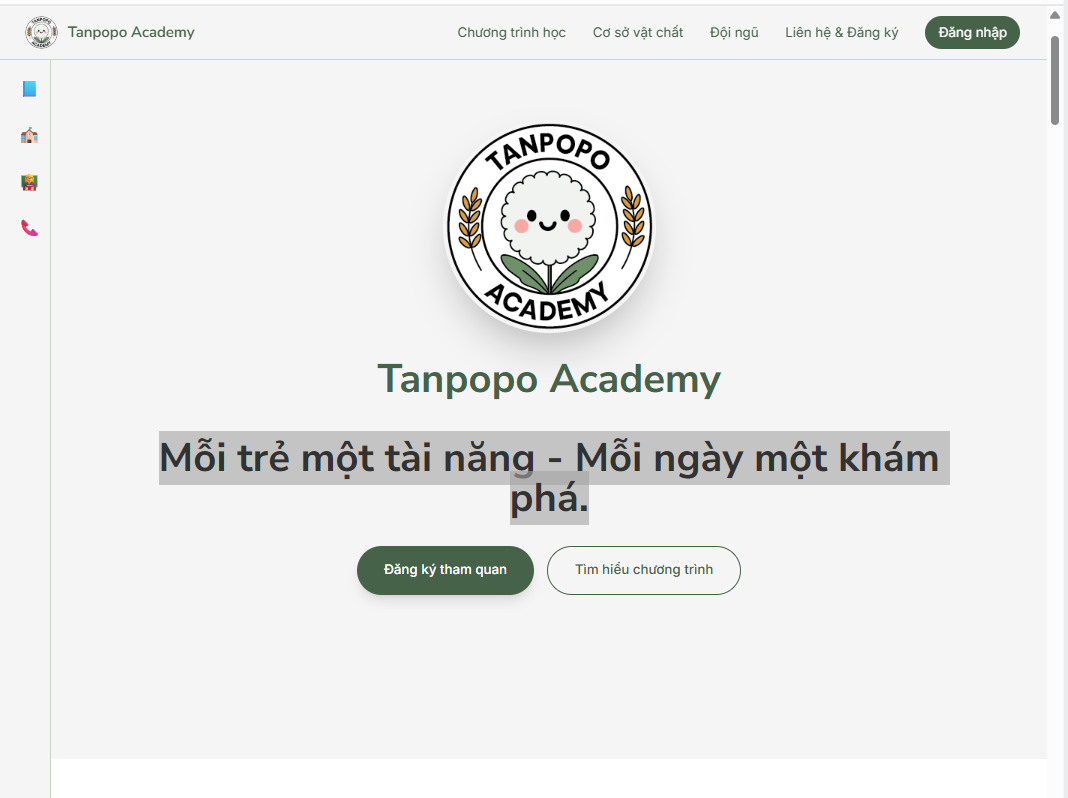 TANPOPO ACADEMY
Tanpopo Academy
Chương trình học
Cơ sở vật chất
Đội ngũ
Liên hệ & Đăng ký
Đăng nhập
TANPOPO
ACADEMY
Tanpopo Academy
Mỗi trẻ một tài năng - Mỗi ngày một khám
phá.
Đăng ký tham quan
Tìm hiểu chương trình